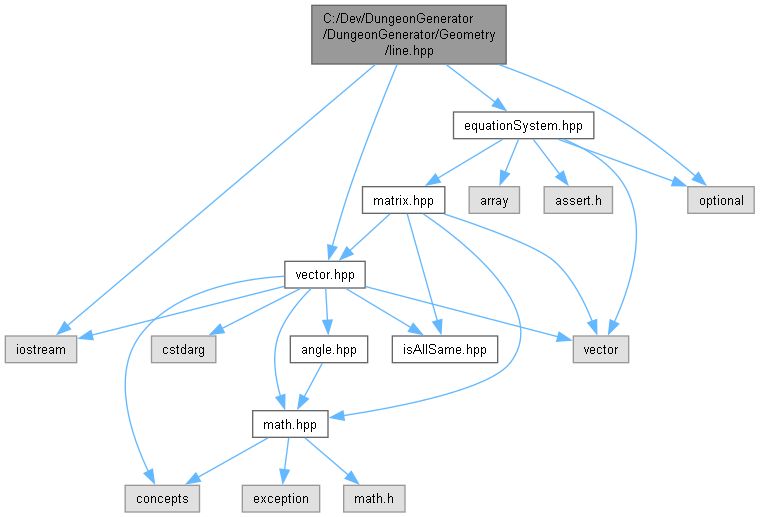 C:/Dev/DungeonGenerator
/DungeonGenerator/Geometry
/line.hpp
equationSystem.hpp
matrix.hpp
array
assert.h
optional
vector.hpp
iostream
cstdarg
angle.hpp
isAllSame.hpp
vector
math.hpp
concepts
exception
math.h